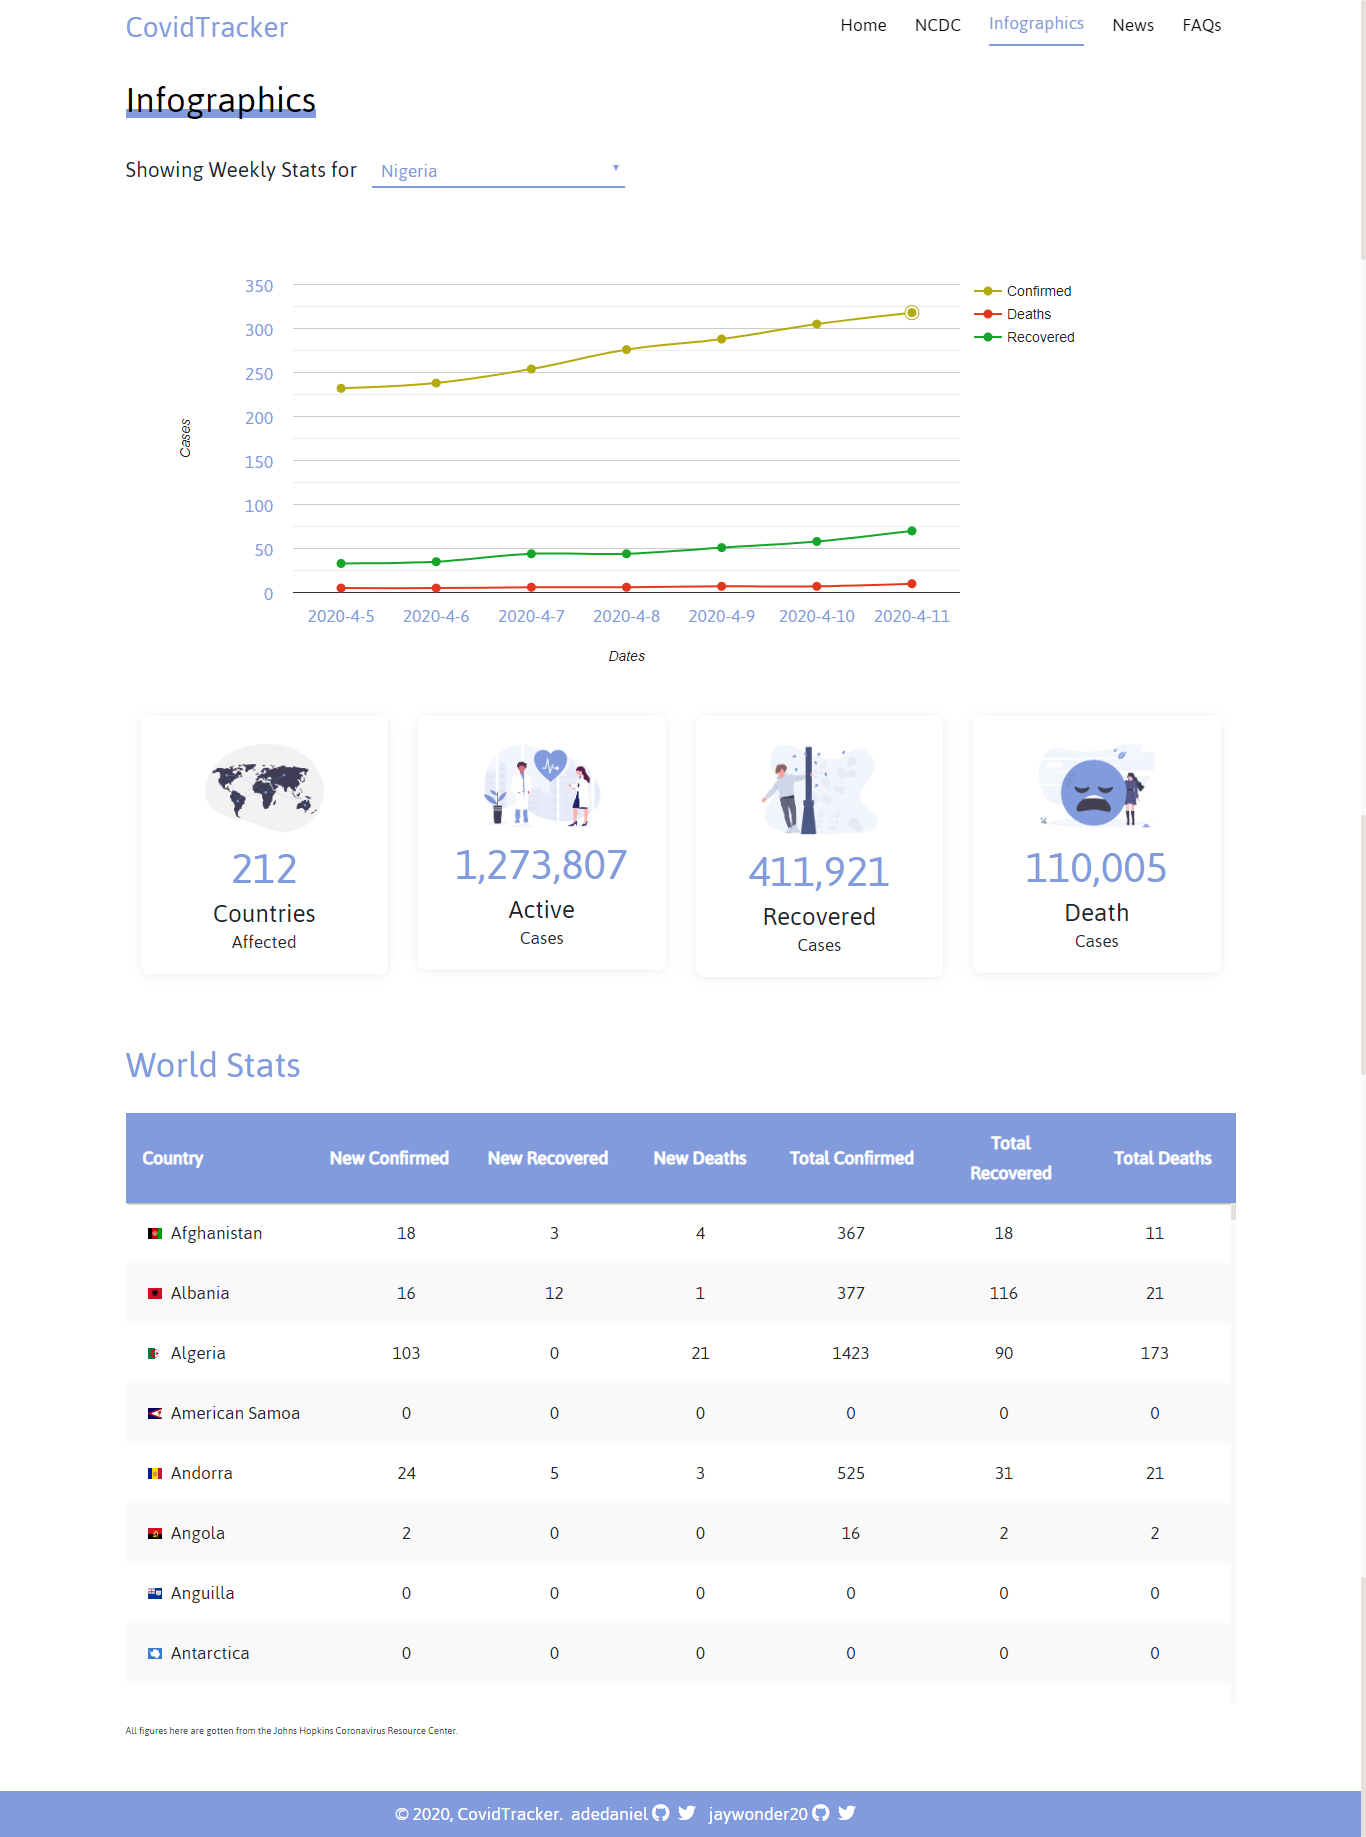 CovidTracker
Home NCDC Infographics News FAQs
Infographics
Showing Weekly Stats for Nigeria
350
300
250
200
150
100
50
0
Cases
Confirmed
Deaths
Recovered
2020-4-5 2020-4-6 2020-4-7 2020-4-8 2020-4-9 2020-4-10 2020-4-11
Dates
212
Countries
Affected
1,273,807
Active
Cases
411,921
Recovered
Cases
110,005
Death
Cases
World Stats
Country New Confirmed New Recovered New Deaths Total Confirmed Total Recovered Total Deaths
Afghanistan 18 3 4 367 18 11
Albania 16 12 1 377 116 21
Algeria 103 0 21 1423 90 173
American Samoa 0 0 0 0 0 0
Andorra 24 5 3 525 31 21
Angola 2 0 0 16 2 2
Anguilla 0 0 0 0 0 0
Antarctica 0 0 0 0 0 0
All figures here are gotten from the Johns Hopkins Coronavirus Resource Center.
© 2020, CovidTracker. adedaniel jaywonder20